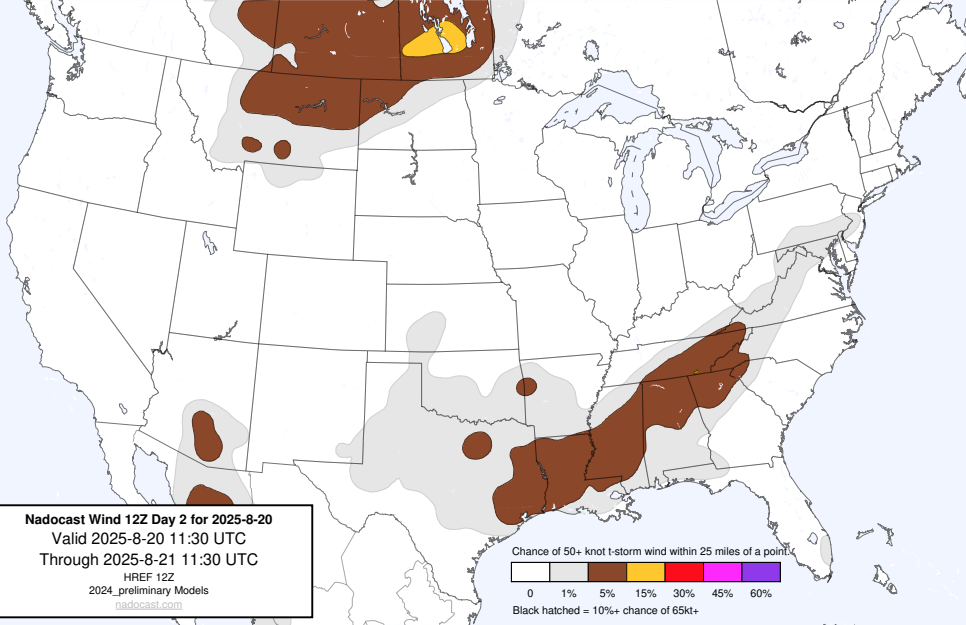 Nadocast Wind 12Z Day 2 for 2025-8-20
Valid 2025-8-20 11:30 UTC
Through 2025-8-21 11:30 UTC
HREF 12Z
2024_preliminary Models
nadocast.com
Chance of 50+ knot t-storm wind within 25 miles of a point.
0 1% 5% 15% 30% 45% 60%
Black hatched = 10%+ chance of 65kt+